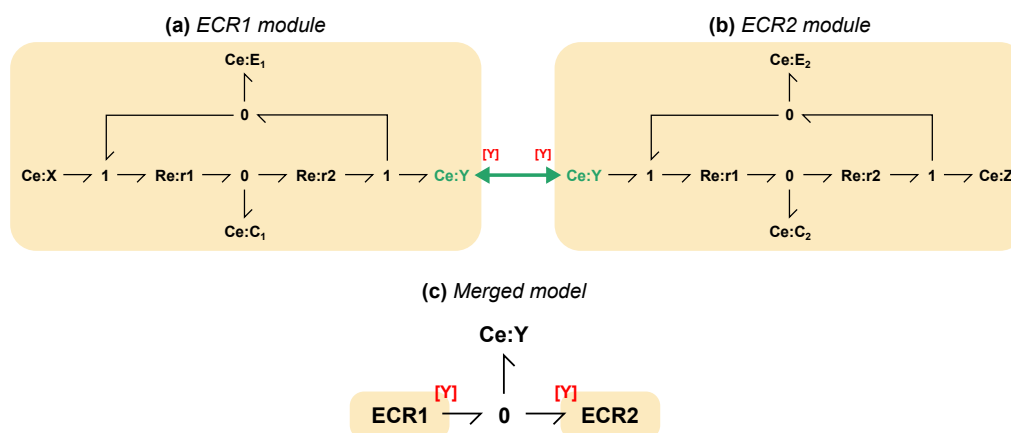 (a) ECR1 module (b) ECR2 module
Ce:E₁ Ce:E₂
0 0
[Y] [Y]
Ce:X 1 Re:r1 0 Re:r2 1 Ce:Y Ce:Y 1 Re:r1 0 Re:r2 1 Ce:Z
Ce:C₁ Ce:C₂
(c) Merged model
Ce:Y
[Y] [Y]
ECR1 0 ECR2